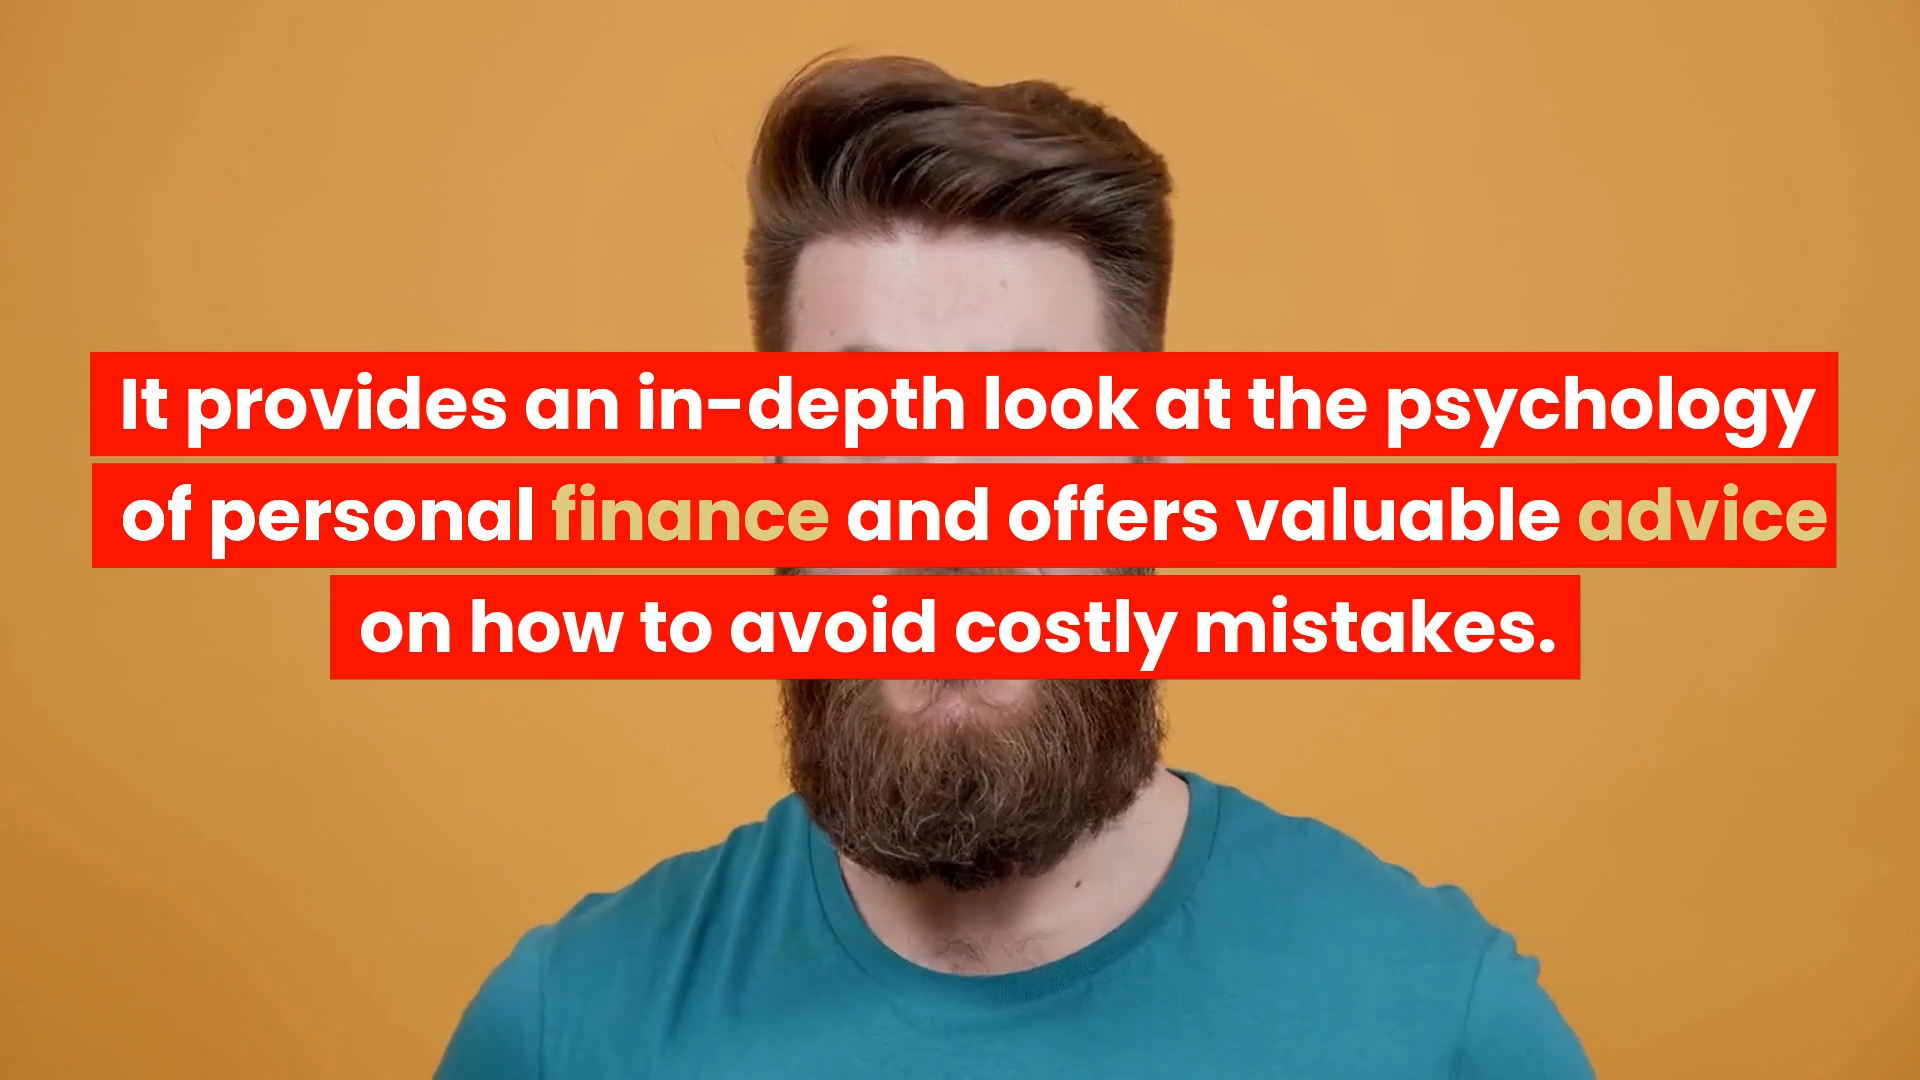 It provides an in-depth look at the psychology
of personal finance and offers valuable advice
on how to avoid costly mistakes.